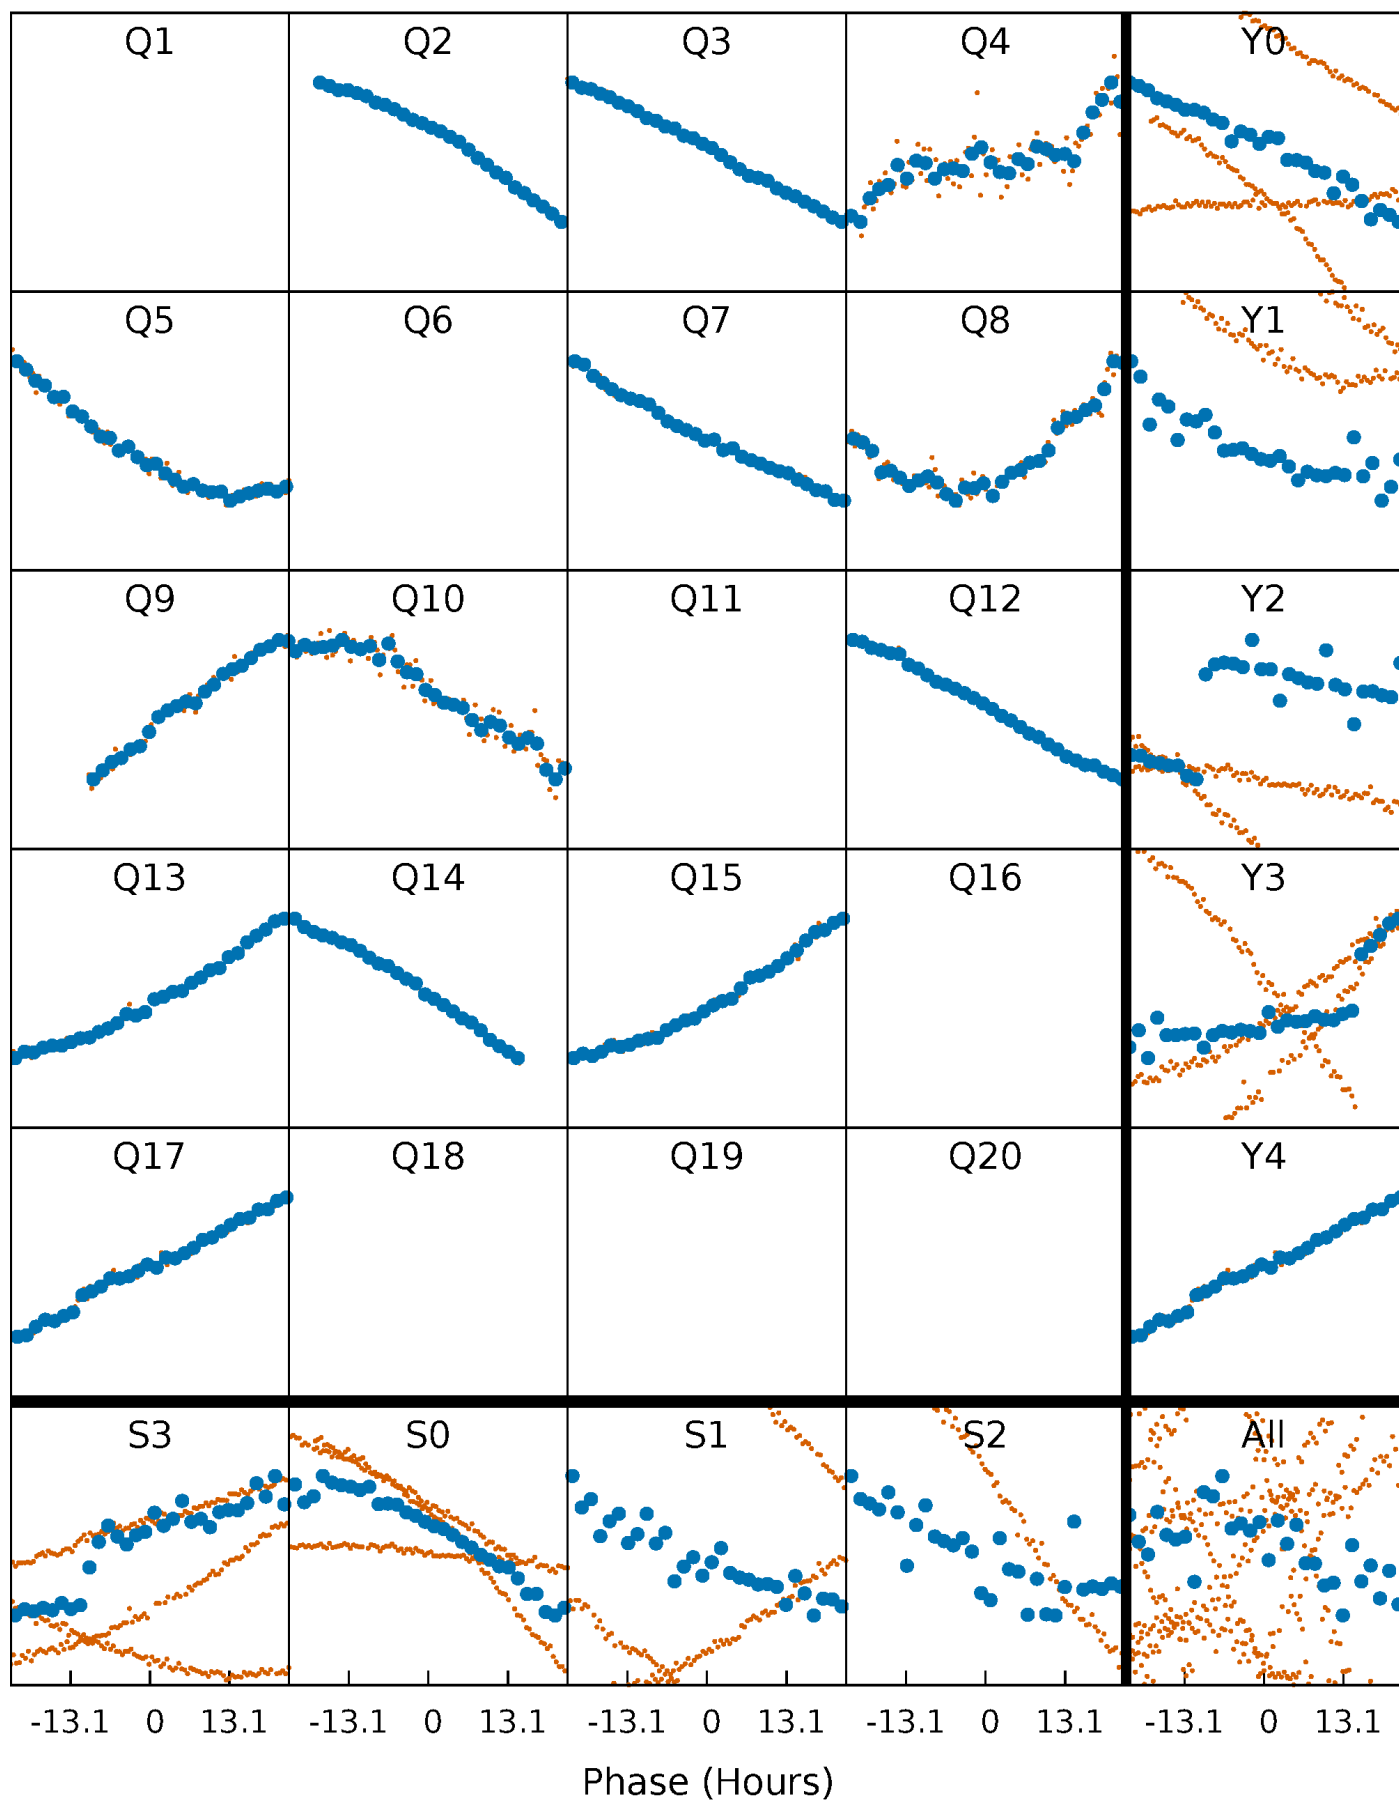 Q1 Q2 Q3 Q4 Y0
Q5 Q6 Q7 Q8 Y1
Q9 Q10 Q11 Q12 Y2
Q13 Q14 Q15 Q16 Y3
Q17 Q18 Q19 Q20 Y4
S3 S0 S1 S2 All
-13.1 0 13.1 -13.1 0 13.1 -13.1 0 13.1 -13.1 0 13.1 -13.1 0 13.1
Phase (Hours)